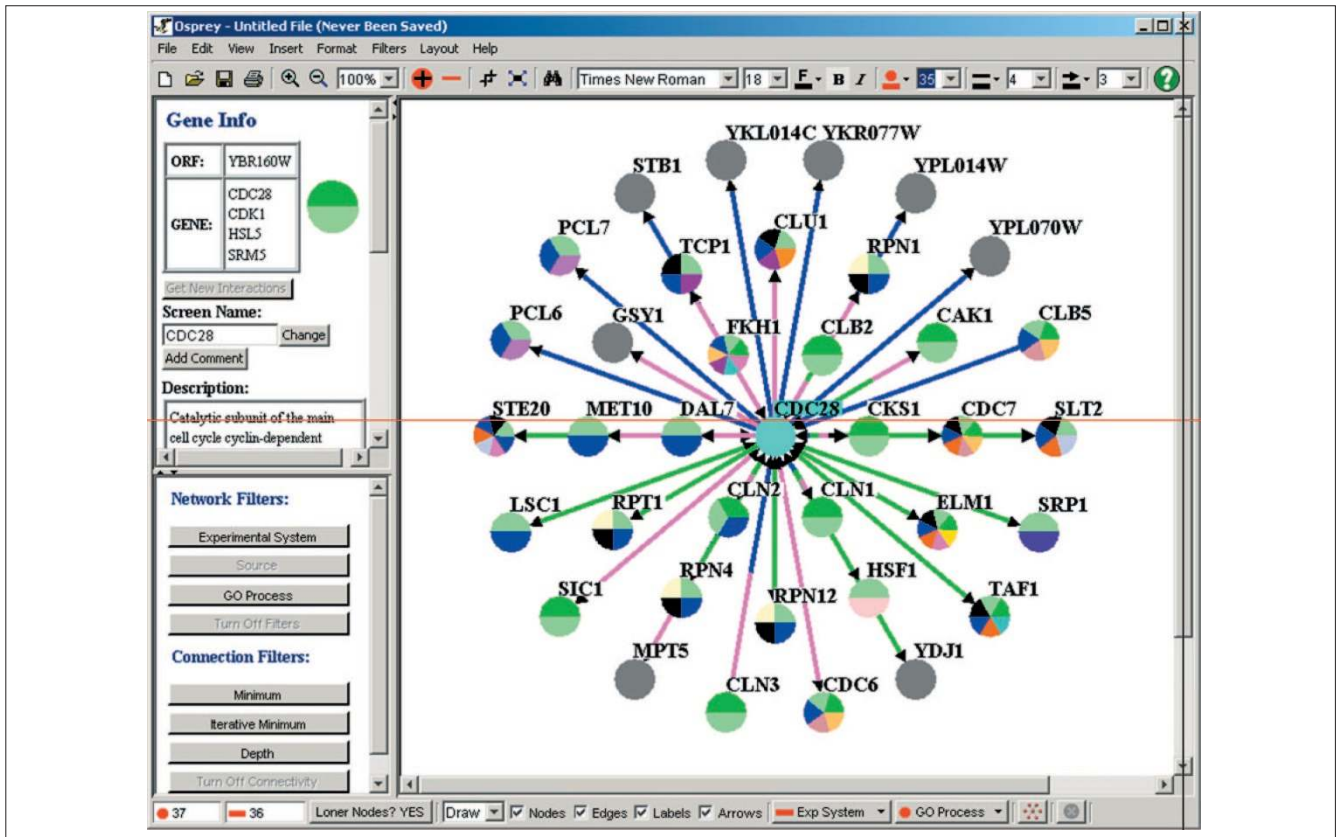 Osprey - Untitled File (Never Been Saved)
File Edit View Insert Format Filters Layout Help
100% Times New Roman 18 F B I 35 4 3 ?
Gene Info
ORF: YBR160W
GENE:
CDC28
CDK1
HSL5
SRM5
Get New Interactions
Screen Name:
CDC28 Change
Add Comment
Description:
Catalytic subunit of the main
cell cycle cyclin-dependent
Network Filters:
Experimental System
Source
GO Process
Turn Off Filters
Connection Filters:
Minimum
Iterative Minimum
Depth
Turn Off Connectivity
YKL014C YKR077W
STB1 YPL014W
PCL7 TCP1 CLU1 RPN1 YPL070W
PCL6 GSY1 FKH1 CLB2 CAK1 CLB5
STE20 MET10 DAL7 CDC28 CKS1 CDC7 SLT2
LSC1 RPT1 CLN2 CLN1 ELM1 SRP1
SIC1 RPN4 RPN12 HSF1 TAF1
MPT5 YDJ1
CLN3 CDC6
37 36 Loner Nodes? YES Draw Nodes Edges Labels Arrows Exp System GO Process